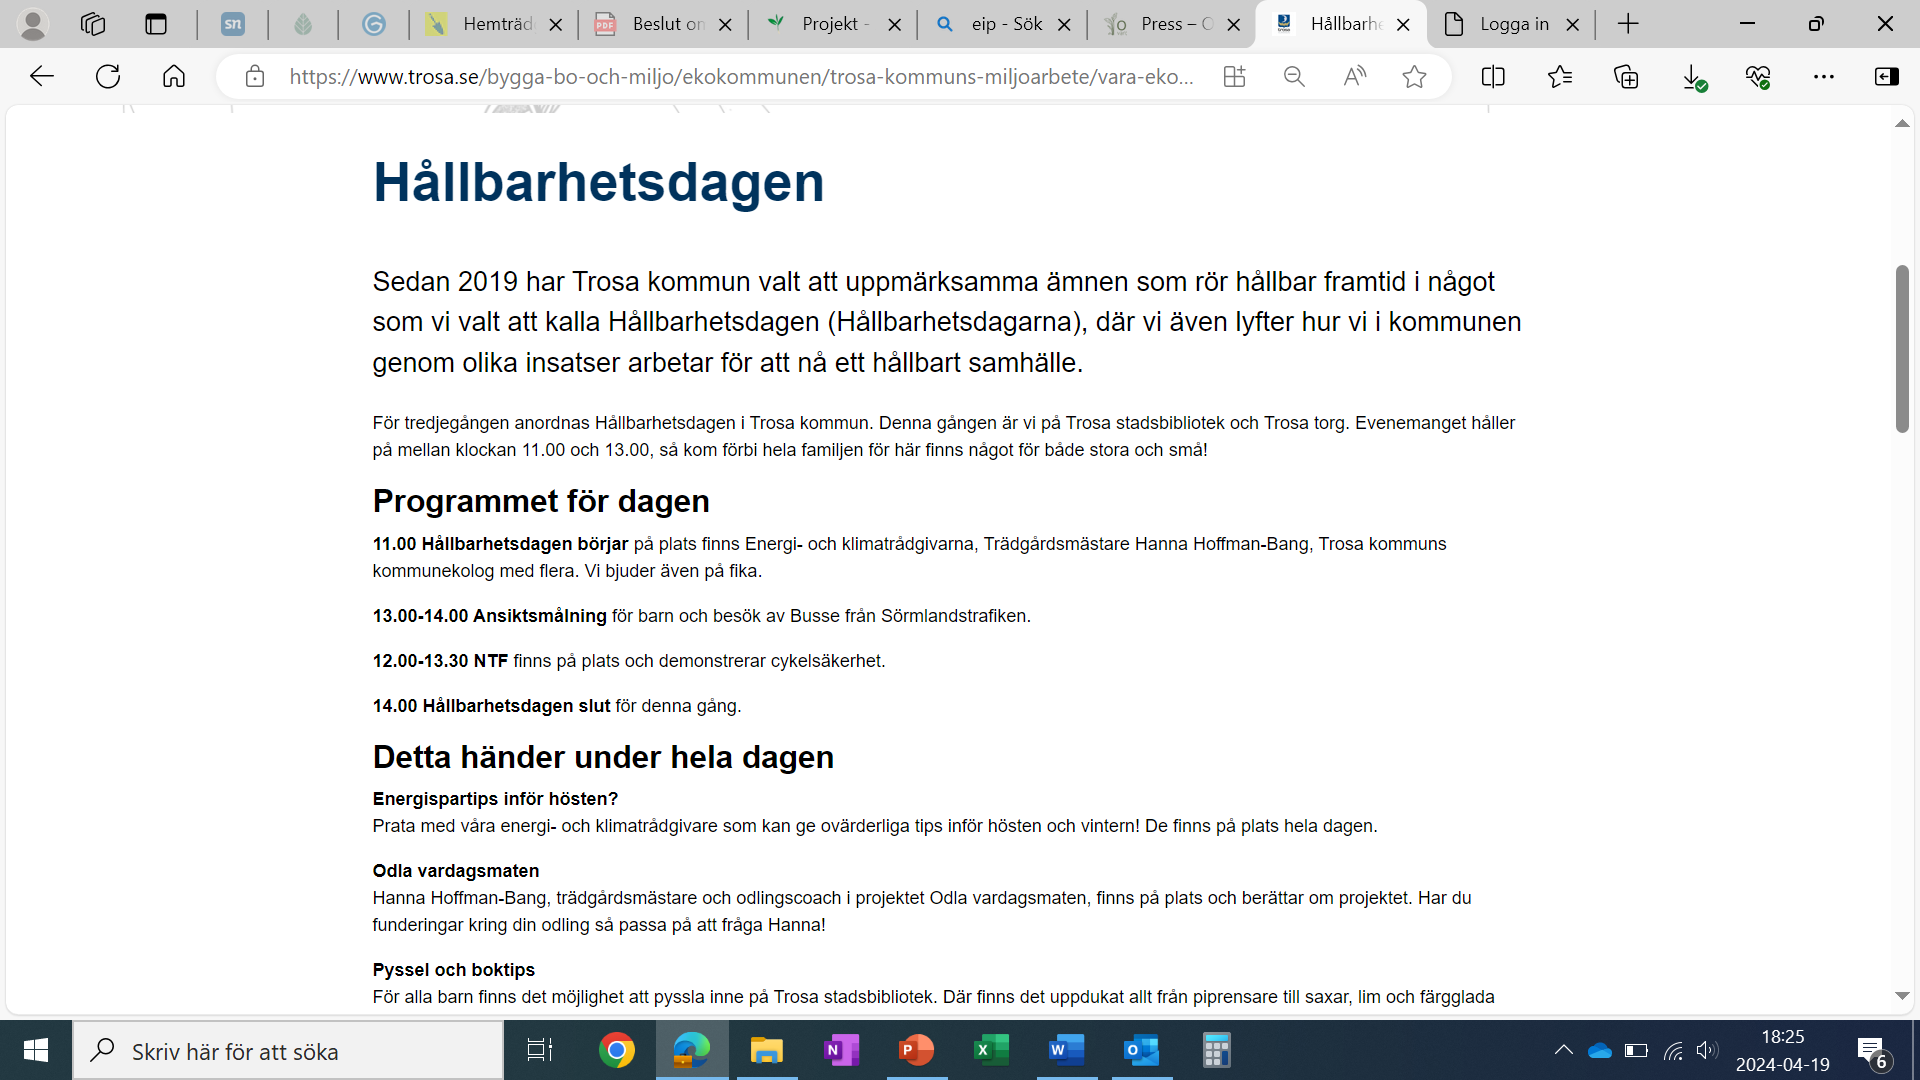 sn
Hemträd
PDF
Beslut om
Projekt -
eip - Sök
Press – O
Hållbarhe
Logga in
https://www.trosa.se/bygga-bo-och-miljo/ekokommunen/trosa-kommuns-miljoarbete/vara-eko...
Hållbarhetsdagen
Sedan 2019 har Trosa kommun valt att uppmärksamma ämnen som rör hållbar framtid i något
som vi valt att kalla Hållbarhetsdagen (Hållbarhetsdagarna), där vi även lyfter hur vi i kommunen
genom olika insatser arbetar för att nå ett hållbart samhälle.
För tredjegången anordnas Hållbarhetsdagen i Trosa kommun. Denna gången är vi på Trosa stadsbibliotek och Trosa torg. Evenemanget håller
på mellan klockan 11.00 och 13.00, så kom förbi hela familjen för här finns något för både stora och små!
Programmet för dagen
11.00 Hållbarhetsdagen börjar på plats finns Energi- och klimatrådgivarna, Trädgårdsmästare Hanna Hoffman-Bang, Trosa kommuns
kommunekolog med flera. Vi bjuder även på fika.
13.00-14.00 Ansiktsmålning för barn och besök av Busse från Sörmlandstrafiken.
12.00-13.30 NTF finns på plats och demonstrerar cykelsäkerhet.
14.00 Hållbarhetsdagen slut för denna gång.
Detta händer under hela dagen
Energispartips inför hösten?
Prata med våra energi- och klimatrådgivare som kan ge ovärderliga tips inför hösten och vintern! De finns på plats hela dagen.
Odla vardagsmaten
Hanna Hoffman-Bang, trädgårdsmästare och odlingscoach i projektet Odla vardagsmaten, finns på plats och berättar om projektet. Har du
funderingar kring din odling så passa på att fråga Hanna!
Pyssel och boktips
För alla barn finns det möjlighet att pyssla inne på Trosa stadsbibliotek. Där finns det uppdukat allt från piprensare till saxar, lim och färgglada
Skriv här för att söka
18:25
2024-04-19
6